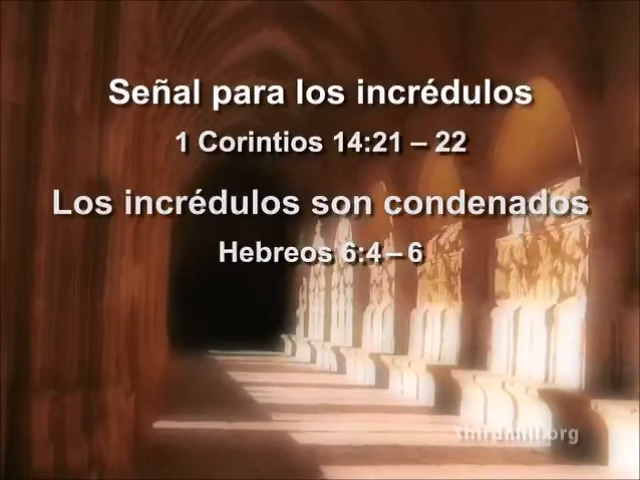 Señal para los incrédulos
1 Corintios 14:21 – 22
Los incrédulos son condenados
Hebreos 6:4 – 6
thirdmill.org